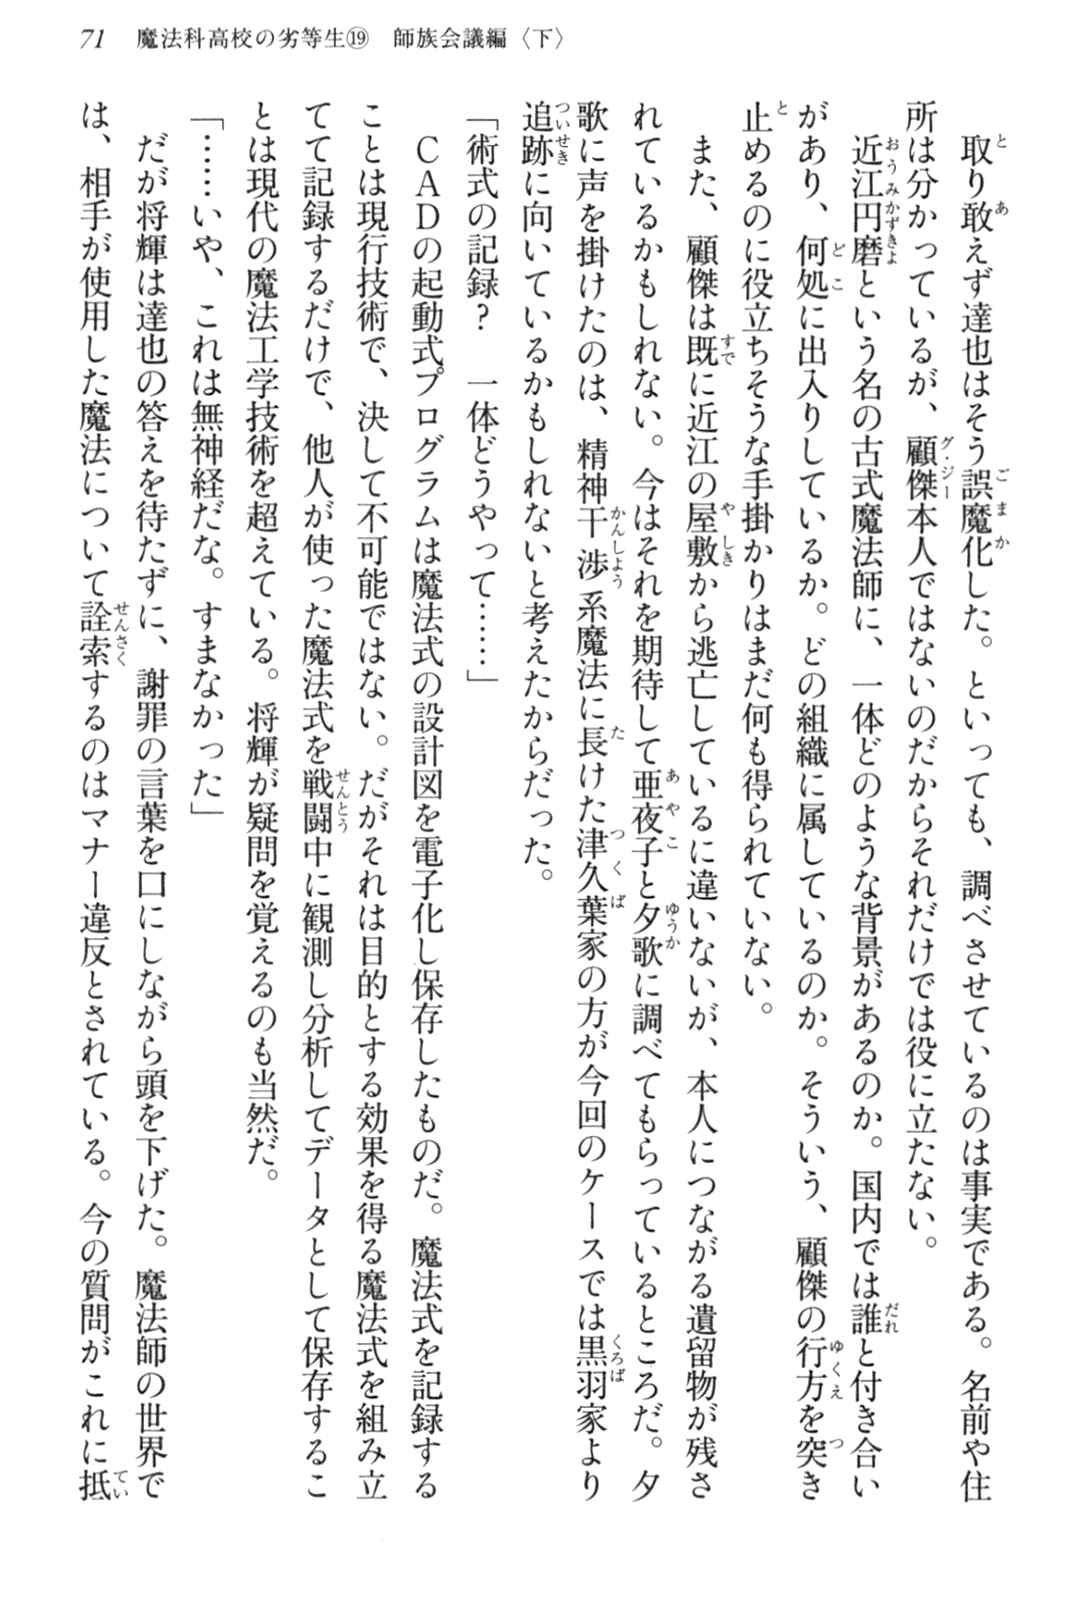 71　魔法科高校の劣等生⑲　師族会議編〈下〉
　取り敢えず達也はそう誤魔化した。といっても、調べさせているのは事実である。名前や住
所は分かっているが、顧傑本人ではないのだからそれだけでは役に立たない。
　近江円磨という名の古式魔法師に、一体どのような背景があるのか。国内では誰と付き合い
があり、何処に出入りしているか。どの組織に属しているのか。そういう、顧傑の行方を突き
止めるのに役立ちそうな手掛かりはまだ何も得られていない。
　また、顧傑は既に近江の屋敷から逃亡しているに違いないが、本人につながる遺留物が残さ
れているかもしれない。今はそれを期待して亜夜子と夕歌に調べてもらっているところだ。夕
歌に声を掛けたのは、精神干渉系魔法に長けた津久葉家の方が今回のケースでは黒羽家より
追跡に向いているかもしれないと考えたからだった。
「術式の記録？　一体どうやって……」
　ＣＡＤの起動式プログラムは魔法式の設計図を電子化し保存したものだ。魔法式を記録する
ことは現行技術で、決して不可能ではない。だがそれは目的とする効果を得る魔法式を組み立
てて記録するだけで、他人が使った魔法式を戦闘中に観測し分析してデータとして保存するこ
とは現代の魔法工学技術を超えている。将輝が疑問を覚えるのも当然だ。
「……いや、これは無神経だな。すまなかった」
　だが将輝は達也の答えを待たずに、謝罪の言葉を口にしながら頭を下げた。魔法師の世界で
は、相手が使用した魔法について詮索するのはマナー違反とされている。今の質問がこれに抵